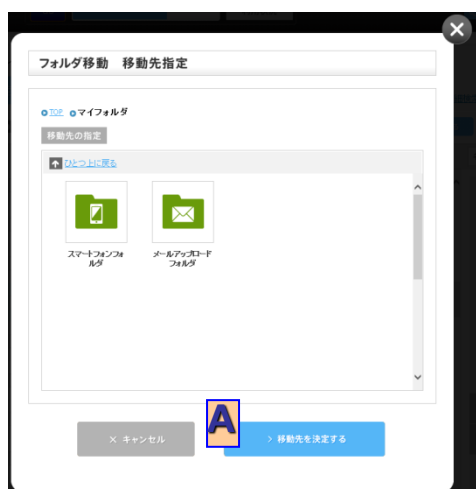 フォルダ移動 移動先指定
TOP マイフォルダ
移動先の指定
ひとつ上に戻る
スマートフォンフォ
ルダ
メールアップロード
フォルダ
A
× キャンセル
> 移動先を決定する